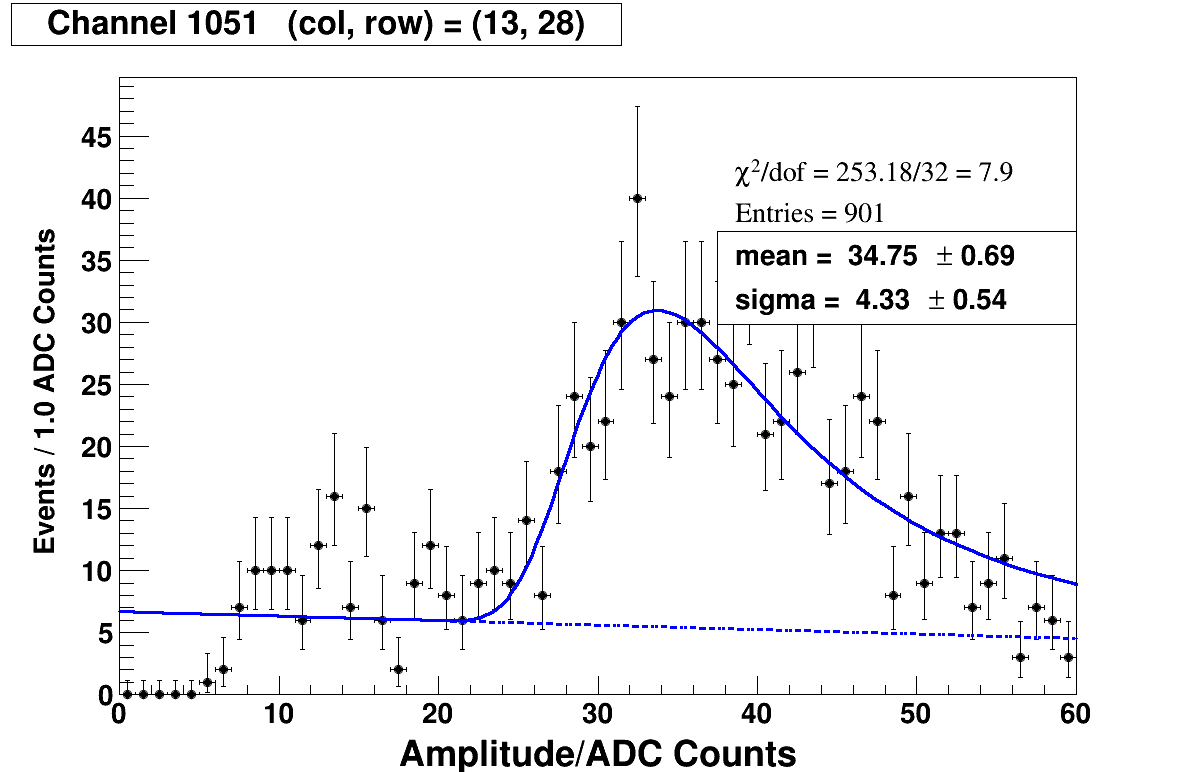 Channel 1051 (col, row) = (13, 28)
χ²/dof = 253.18/32 = 7.9
Entries = 901
mean = 34.75 ± 0.69
sigma = 4.33 ± 0.54
Events / 1.0 ADC Counts
45
40
35
30
25
20
15
10
5
0
0 10 20 30 40 50 60
Amplitude/ADC Counts